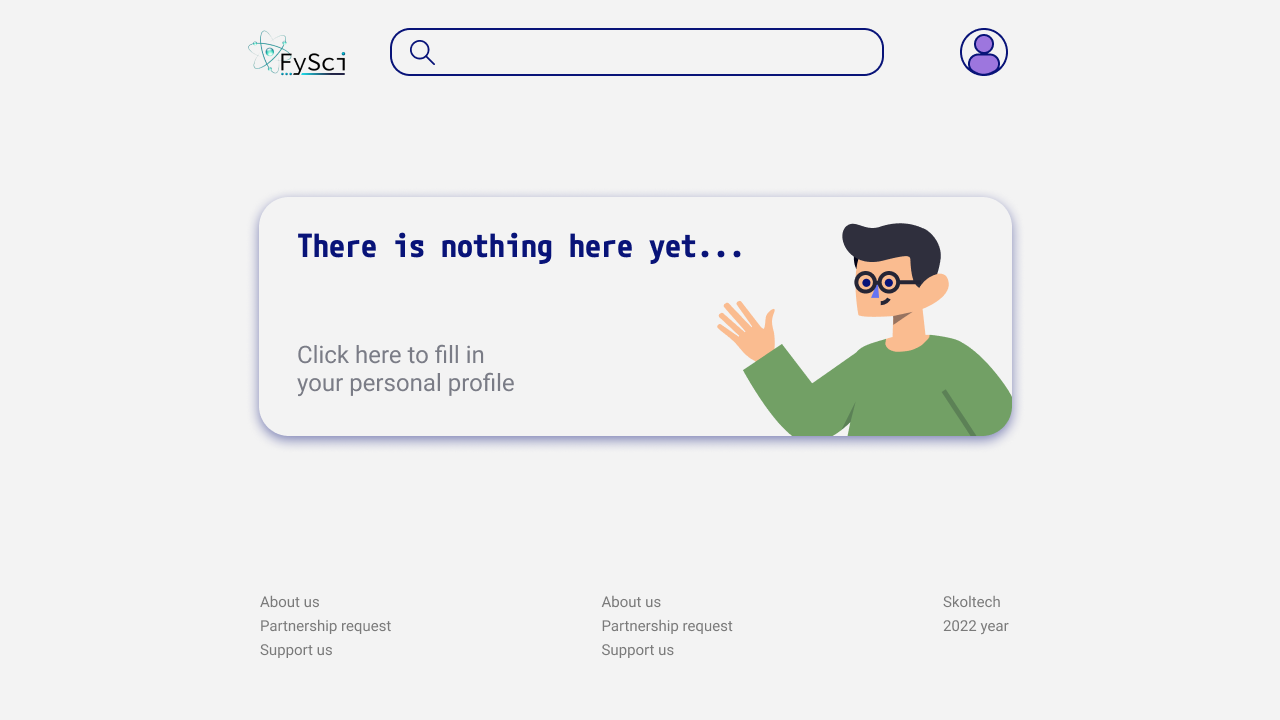 FySci
There is nothing here yet...
Click here to fill in
your personal profile
About us
Partnership request
Support us
About us
Partnership request
Support us
Skoltech
2022 year